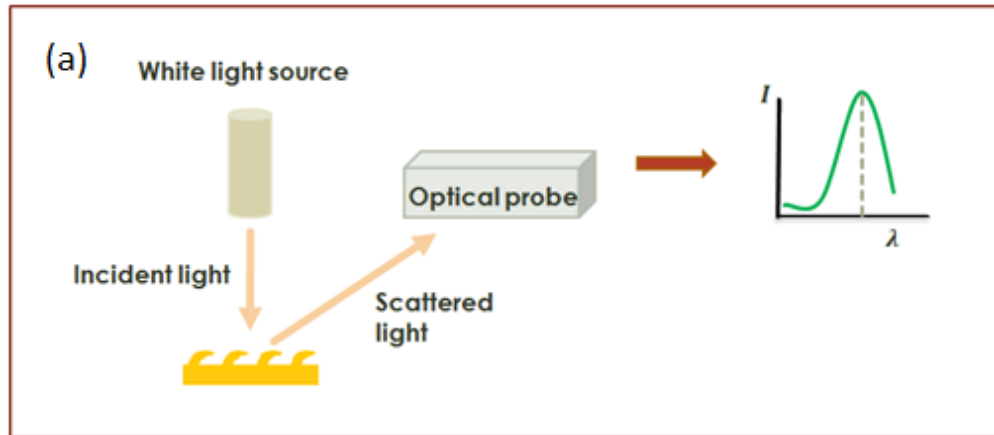 (a)
White light source
Incident light
Optical probe
Scattered
light
I
λ